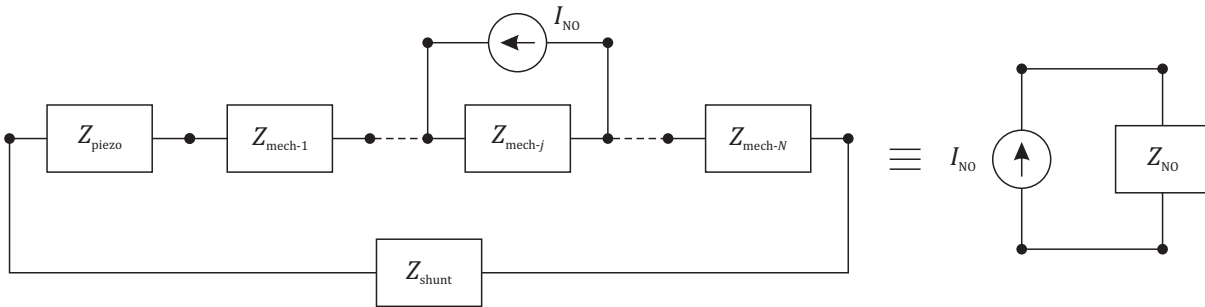 I_NO
Z_piezo
Z_mech-1
Z_mech-j
Z_mech-N
≡
I_NO
Z_NO
Z_shunt